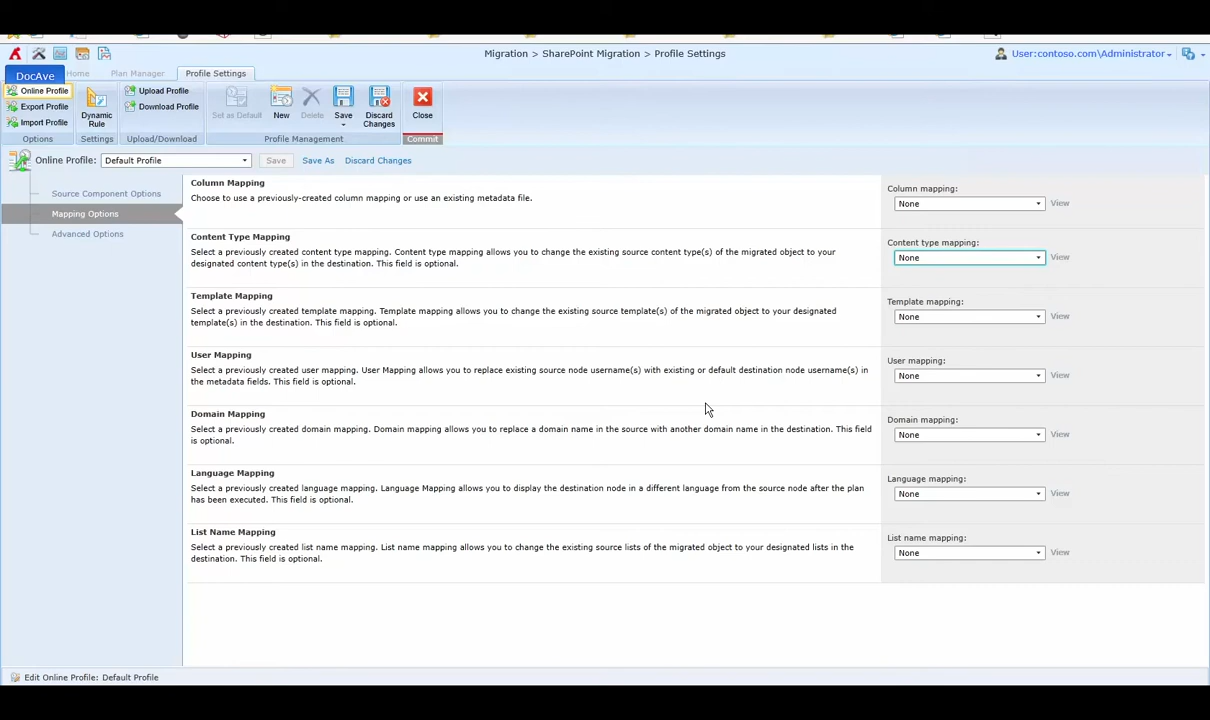 Migration > SharePoint Migration > Profile Settings
User:contoso.com\Administrator
DocAve
Home
Plan Manager
Profile Settings
Online Profile
Export Profile
Import Profile
Options
Dynamic
Rule
Settings
Upload Profile
Download Profile
Upload/Download
Set as Default
New
Delete
Save
Discard
Changes
Profile Management
Close
Commit
Online Profile:
Default Profile
Save
Save As
Discard Changes
Source Component Options
Mapping Options
Advanced Options
Column Mapping
Choose to use a previously-created column mapping or use an existing metadata file.
Column mapping:
None
View
Content Type Mapping
Select a previously created content type mapping. Content type mapping allows you to change the existing source content type(s) of the migrated object to your
designated content type(s) in the destination. This field is optional.
Content type mapping:
None
View
Template Mapping
Select a previously created template mapping. Template mapping allows you to change the existing source template(s) of the migrated object to your designated
template(s) in the destination. This field is optional.
Template mapping:
None
View
User Mapping
Select a previously created user mapping. User Mapping allows you to replace existing source node username(s) with existing or default destination node username(s) in
the metadata fields. This field is optional.
User mapping:
None
View
Domain Mapping
Select a previously created domain mapping. Domain mapping allows you to replace a domain name in the source with another domain name in the destination. This field
is optional.
Domain mapping:
None
View
Language Mapping
Select a previously created language mapping. Language Mapping allows you to display the destination node in a different language from the source node after the plan
has been executed. This field is optional.
Language mapping:
None
View
List Name Mapping
Select a previously created list name mapping. List name mapping allows you to change the existing source lists of the migrated object to your designated lists in the
destination. This field is optional.
List name mapping:
None
View
Edit Online Profile: Default Profile